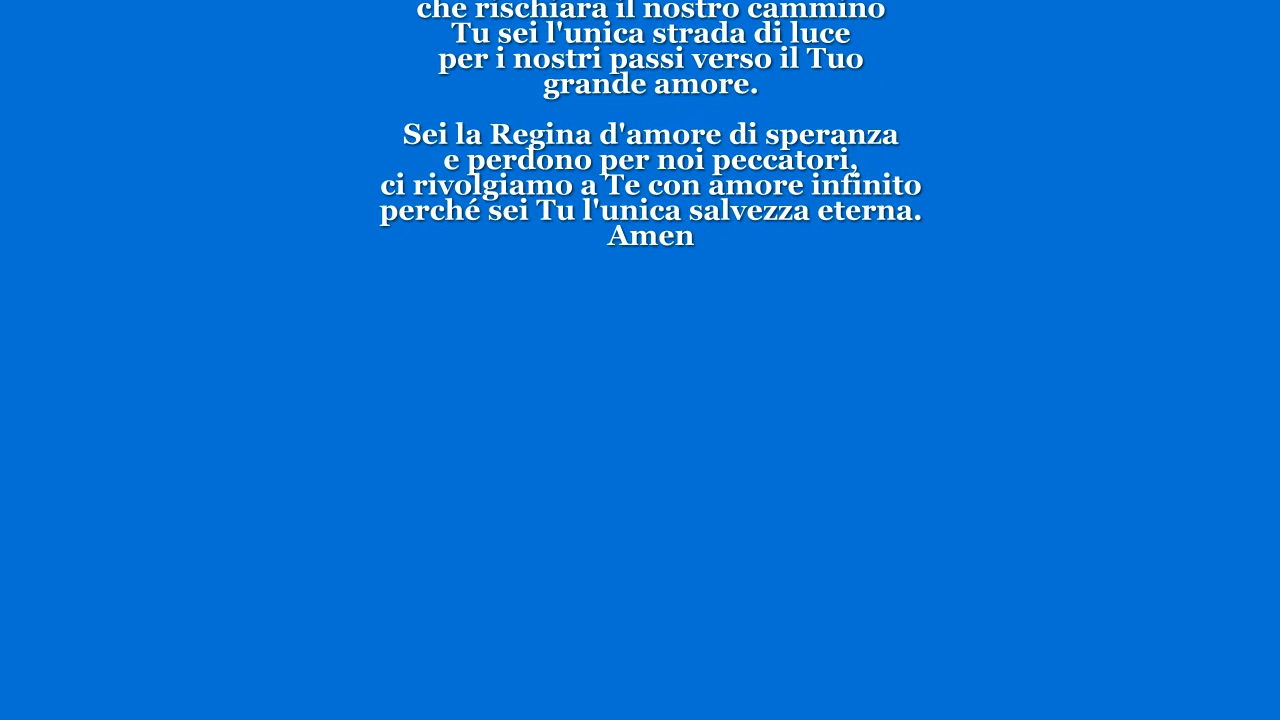 che rischiara il nostro cammino
Tu sei l'unica strada di luce
per i nostri passi verso il Tuo
grande amore.
Sei la Regina d'amore di speranza
e perdono per noi peccatori,
ci rivolgiamo a Te con amore infinito
perché sei Tu l'unica salvezza eterna.
Amen